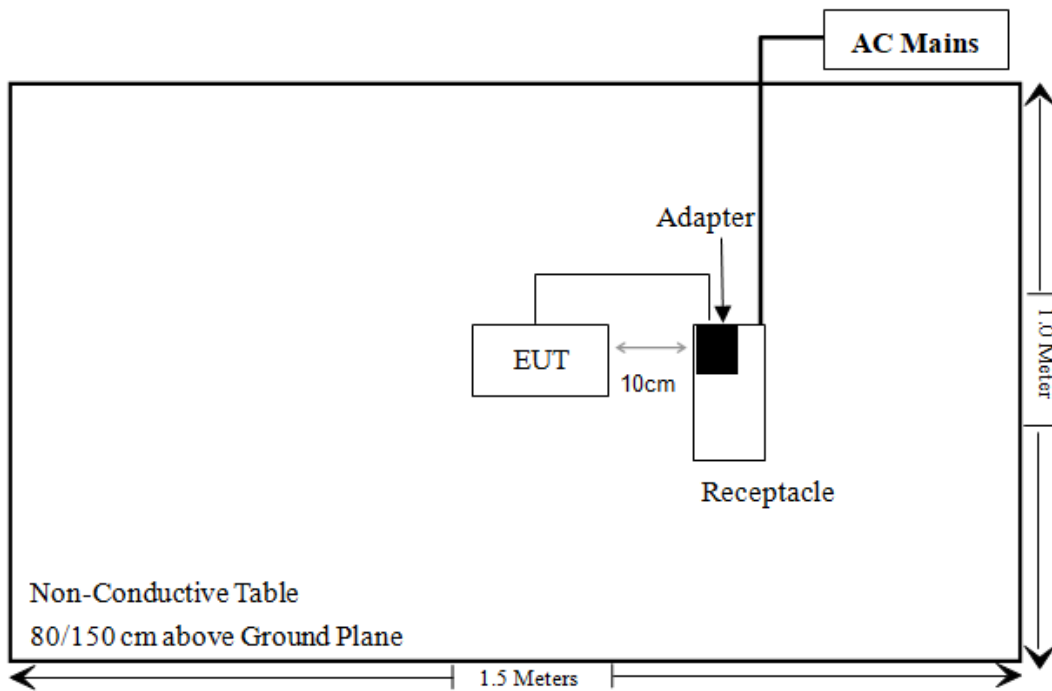 AC Mains
Adapter
EUT
10cm
Receptacle
1.0 Meter
Non-Conductive Table
80/150 cm above Ground Plane
1.5 Meters